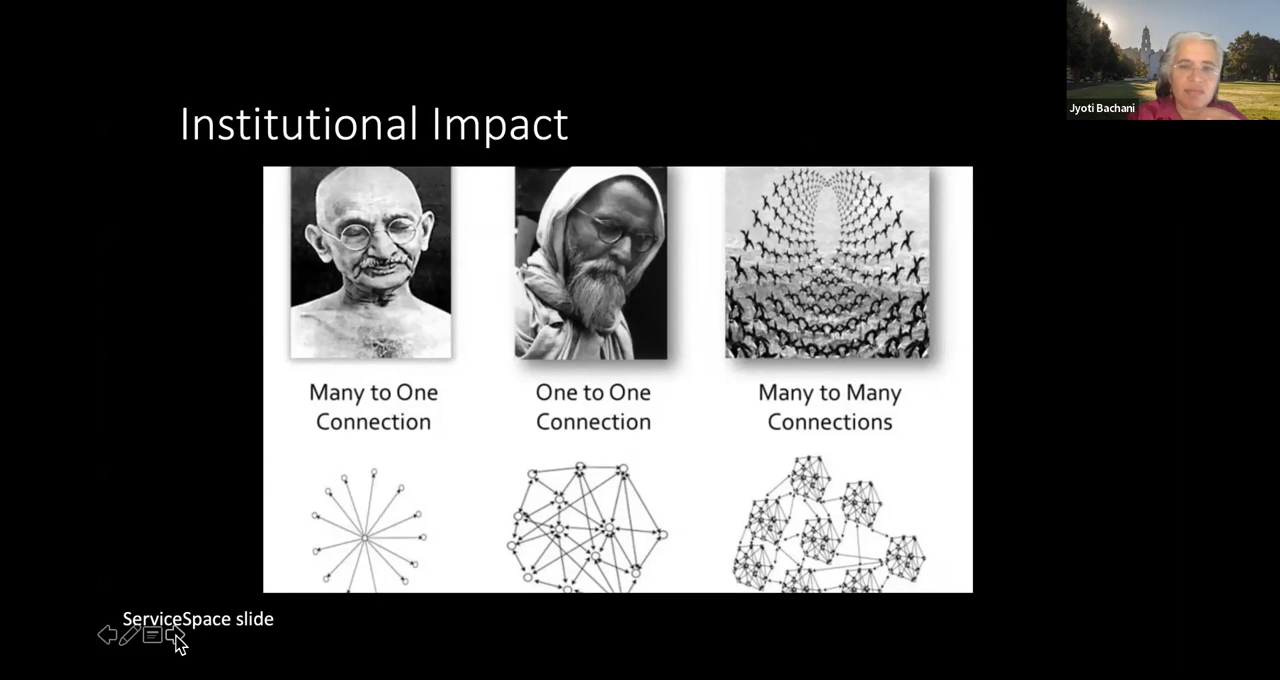 Jyoti Bachani
Institutional Impact
Many to One
Connection
One to One
Connection
Many to Many
Connections
ServiceSpace slide